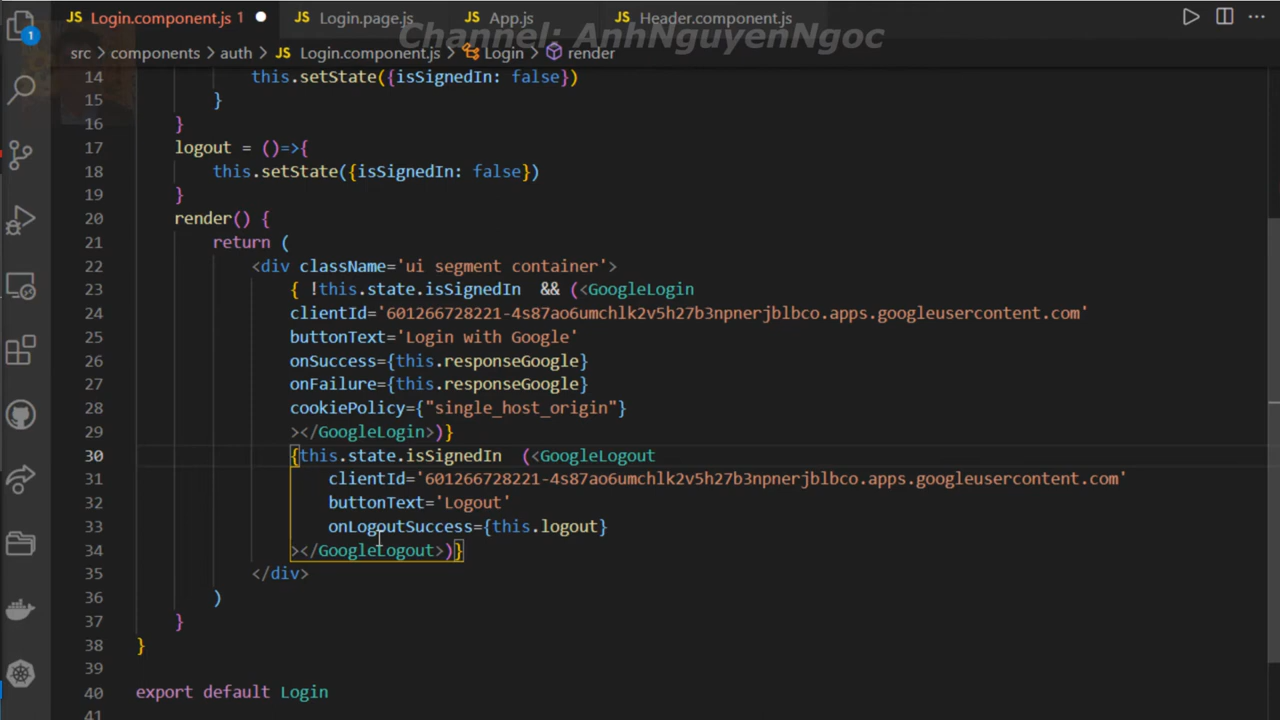 Login.component.js 1
JS Login.page.js
JS App.js
JS Header.component.js
Channel: AnhNguyenNgoc
src > components > auth > JS Login.component.js > Login > render
1
14 this.setState({isSignedIn: false})
15 }
16 }
17 logout = ()=>{
18 this.setState({isSignedIn: false})
19 }
20 render() {
21 return (
22 <div className='ui segment container'>
23 { !this.state.isSignedIn && (<GoogleLogin
24 clientId='601266728221-4s87ao6umchlk2v5h27b3npnerjblbco.apps.googleusercontent.com'
25 buttonText='Login with Google'
26 onSuccess={this.responseGoogle}
27 onFailure={this.responseGoogle}
28 cookiePolicy={"single_host_origin"}
29 ></GoogleLogin>)}
30 {this.state.isSignedIn (<GoogleLogout
31 clientId='601266728221-4s87ao6umchlk2v5h27b3npnerjblbco.apps.googleusercontent.com'
32 buttonText='Logout'
33 onLogoutSuccess={this.logout}
34 ></GoogleLogout>)}
35 </div>
36 )
37 }
38 }
39
40 export default Login
41